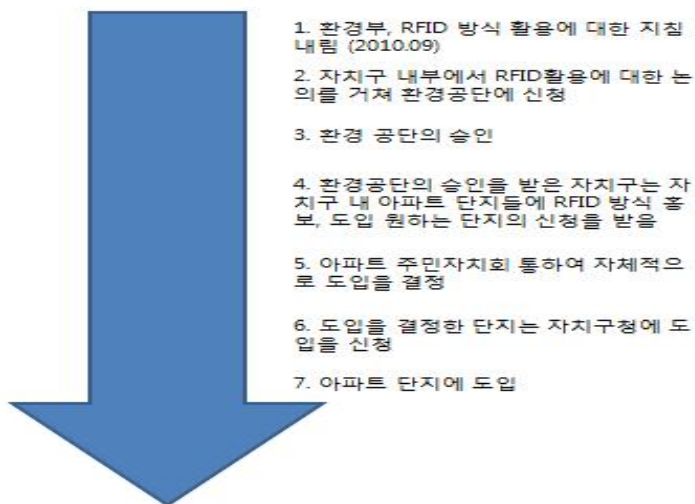 1. 환경부, RFID 방식 활용에 대한 지침
내림 (2010.09)
2. 자치구 내부에서 RFID활용에 대한 논
의를 거쳐 환경공단에 신청
3. 환경 공단의 승인
4. 환경공단의 승인을 받은 자치구는 자
치구 내 아파트 단지들에 RFID 방식 홍
보, 도입 원하는 단지의 신청을 받음
5. 아파트 주민자치회 통하여 자체적으
로 도입을 결정
6. 도입을 결정한 단지는 자치구청에 도
입을 신청
7. 아파트 단지에 도입